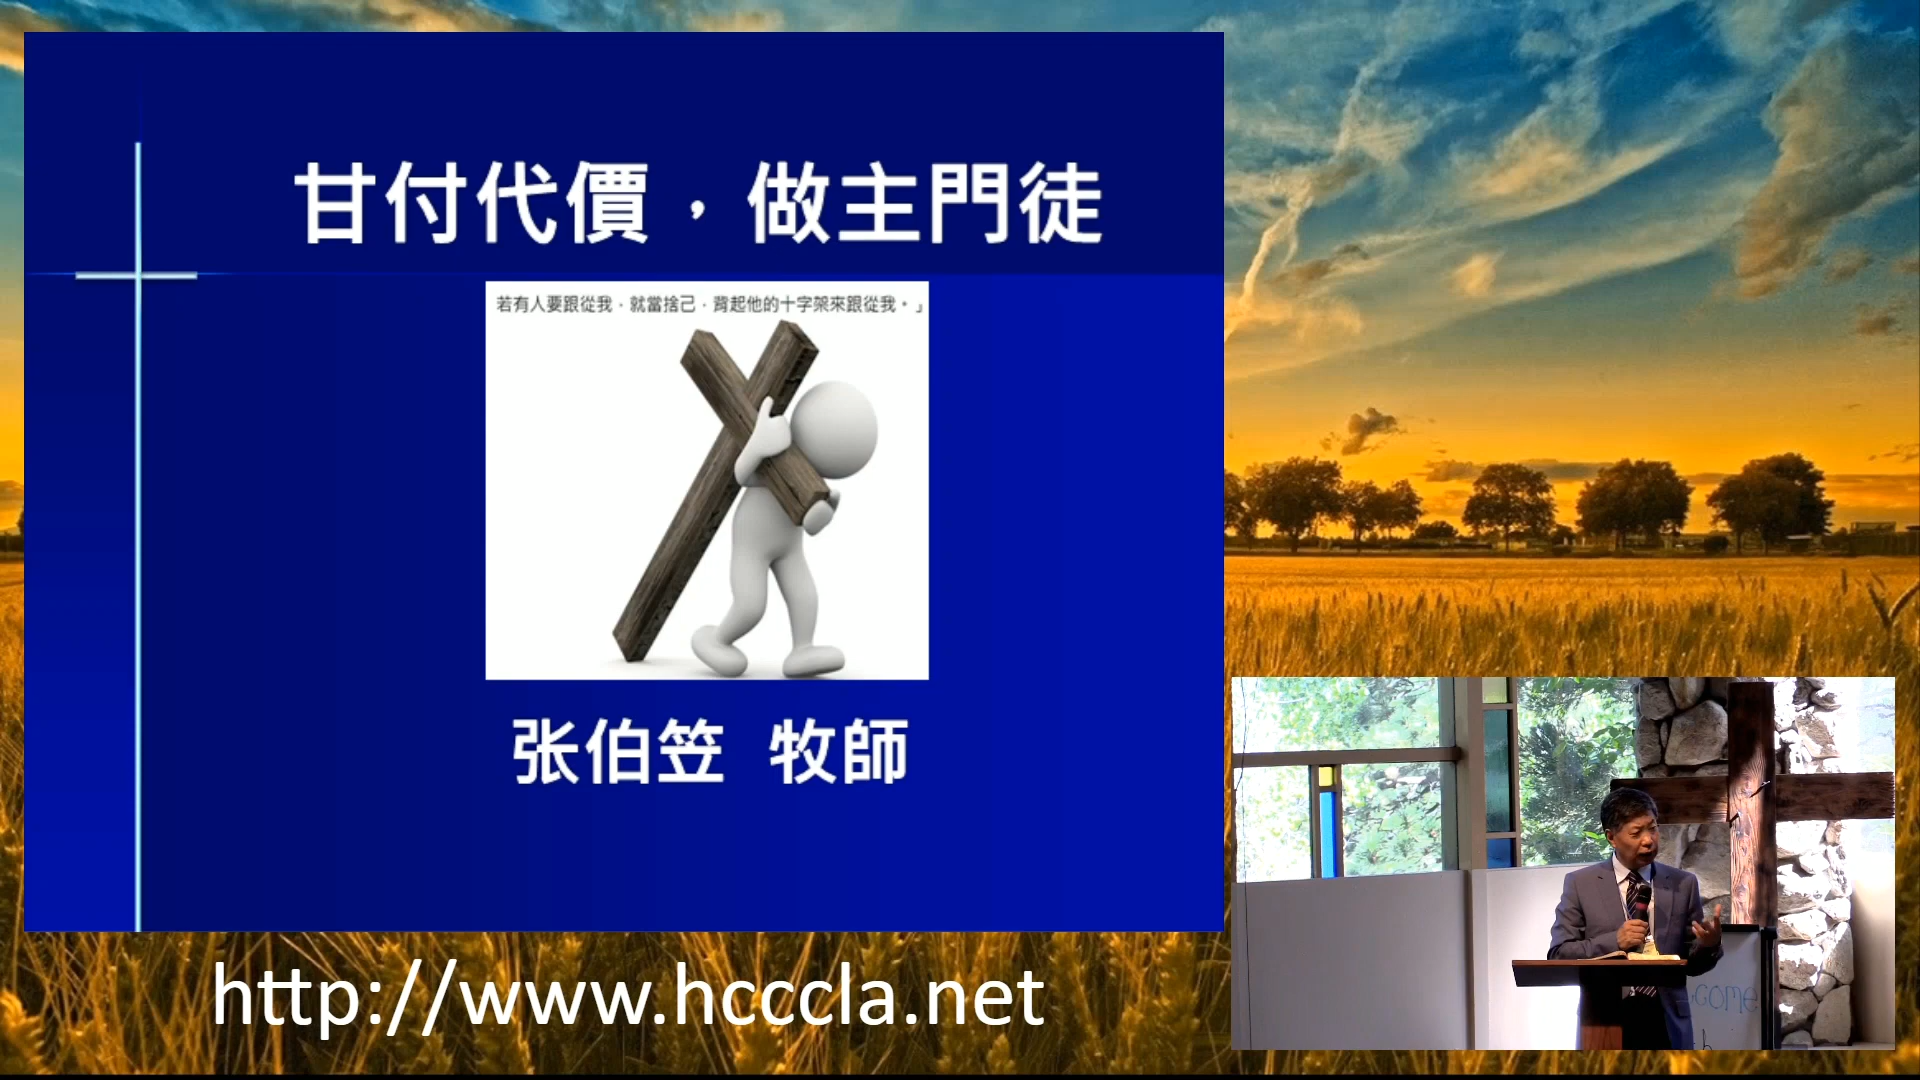 甘付代價，做主門徒
若有人要跟從我，就當捨己，背起他的十字架來跟從我。」
张伯笠 牧師
http://www.hcccla.net
come